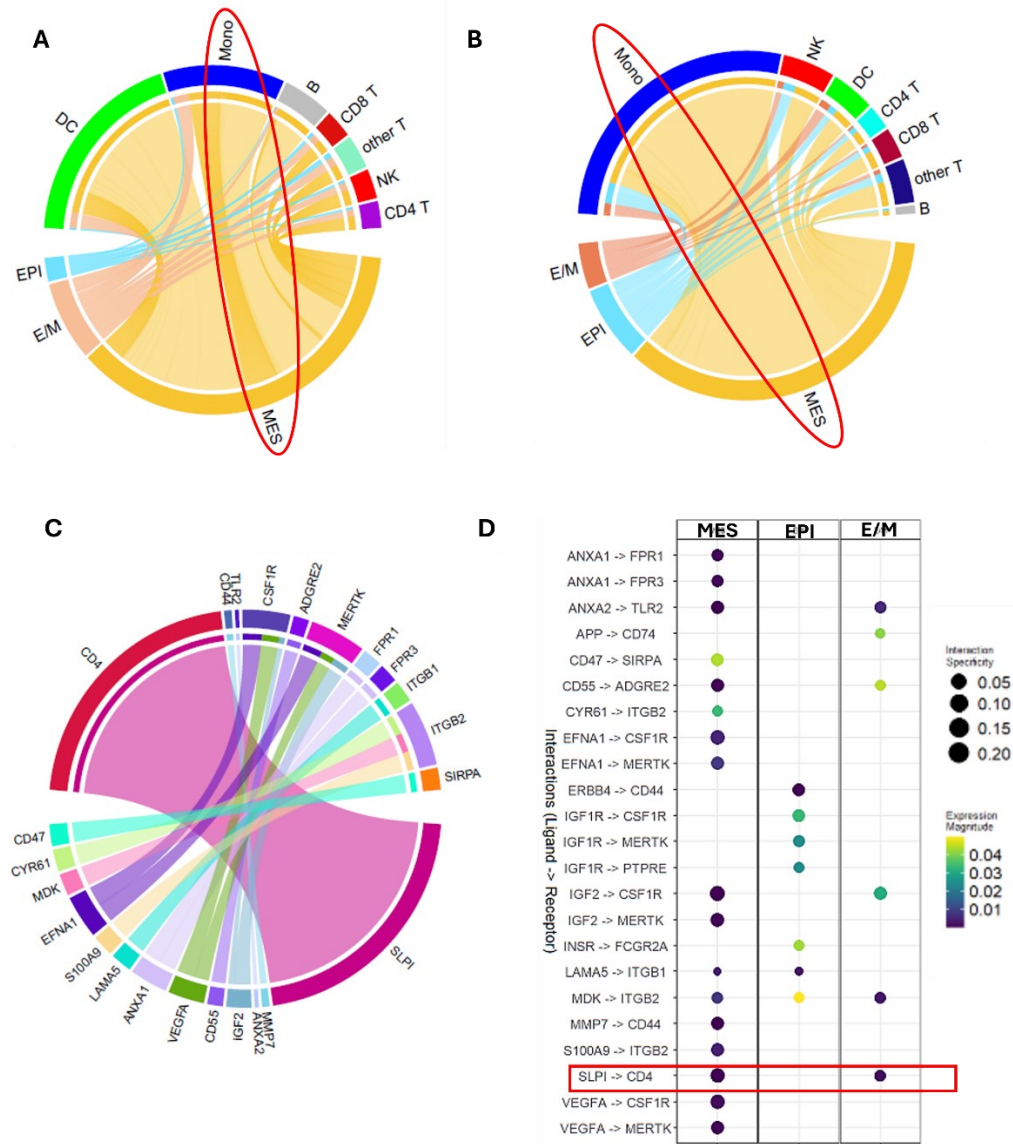 A
Mono
B
CD8 T
other T
NK
CD4 T
DC
EPI
E/M
MES
B
Mono
NK
DC
CD4 T
CD8 T
other T
B
E/M
EPI
MES
C
CD4
CD44
TLR2
CSF1R
ADGRE2
MERTK
FPR1
FPR3
ITGB1
ITGB2
SIRPA
CD47
CYR61
MDK
EFNA1
S100A9
LAMA5
ANXA1
VEGFA
CD55
IGF2
ANXA2
MMP7
SLPI
D
MES EPI E/M
Interactions (Ligand -> Receptor)
ANXA1 -> FPR1
ANXA1 -> FPR3
ANXA2 -> TLR2
APP -> CD74
CD47 -> SIRPA
CD55 -> ADGRE2
CYR61 -> ITGB2
EFNA1 -> CSF1R
EFNA1 -> MERTK
ERBB4 -> CD44
IGF1R -> CSF1R
IGF1R -> MERTK
IGF1R -> PTPRE
IGF2 -> CSF1R
IGF2 -> MERTK
INSR -> FCGR2A
LAMA5 -> ITGB1
MDK -> ITGB2
MMP7 -> CD44
S100A9 -> ITGB2
SLPI -> CD4
VEGFA -> CSF1R
VEGFA -> MERTK
Interaction
Specificity
0.05
0.10
0.15
0.20
Expression
Magnitude
0.04
0.03
0.02
0.01